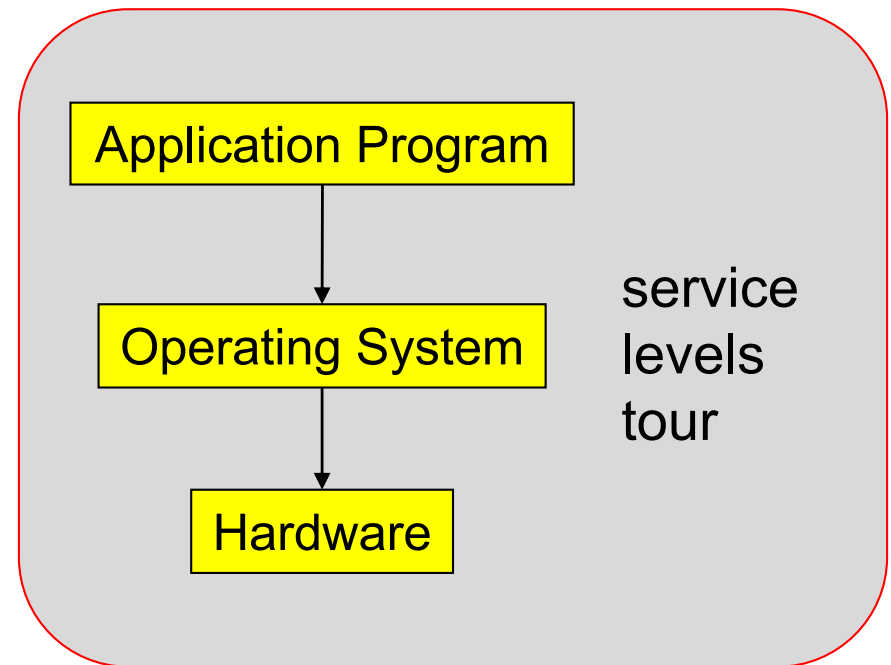 Application Program
Operating System
Hardware
service
levels
tour